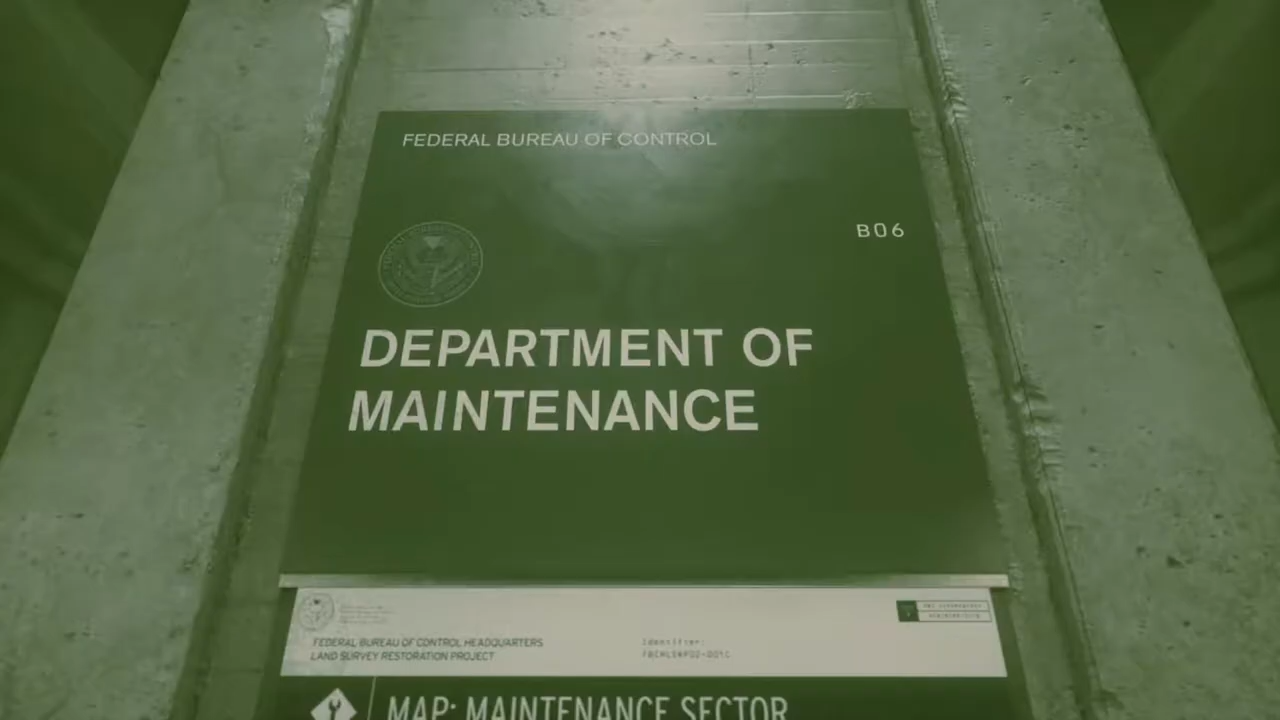 FEDERAL BUREAU OF CONTROL
B06
DEPARTMENT OF
MAINTENANCE
FEDERAL BUREAU OF CONTROL HEADQUARTERS
LAND SURVEY RESTORATION PROJECT
Identifier:
MAP: MAINTENANCE SECTOR